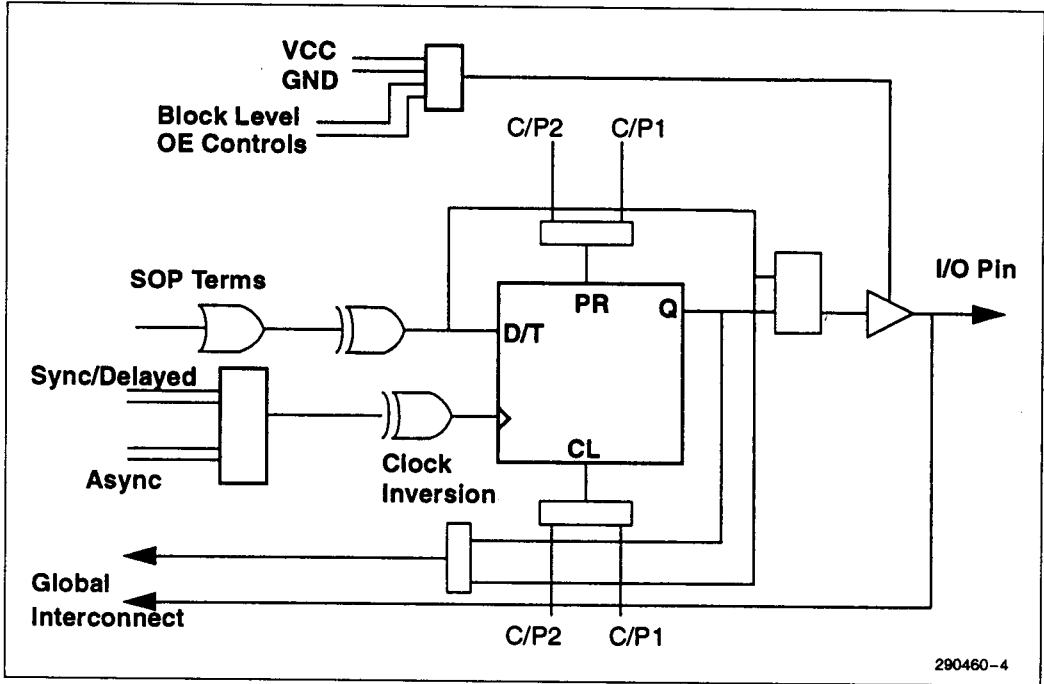 VCC
GND
Block Level
OE Controls
C/P2
C/P1
SOP Terms
I/O Pin
PR
Q
D/T
Sync/Delayed
Async
Clock
Inversion
CL
Global
Interconnect
C/P2
C/P1
290460-4